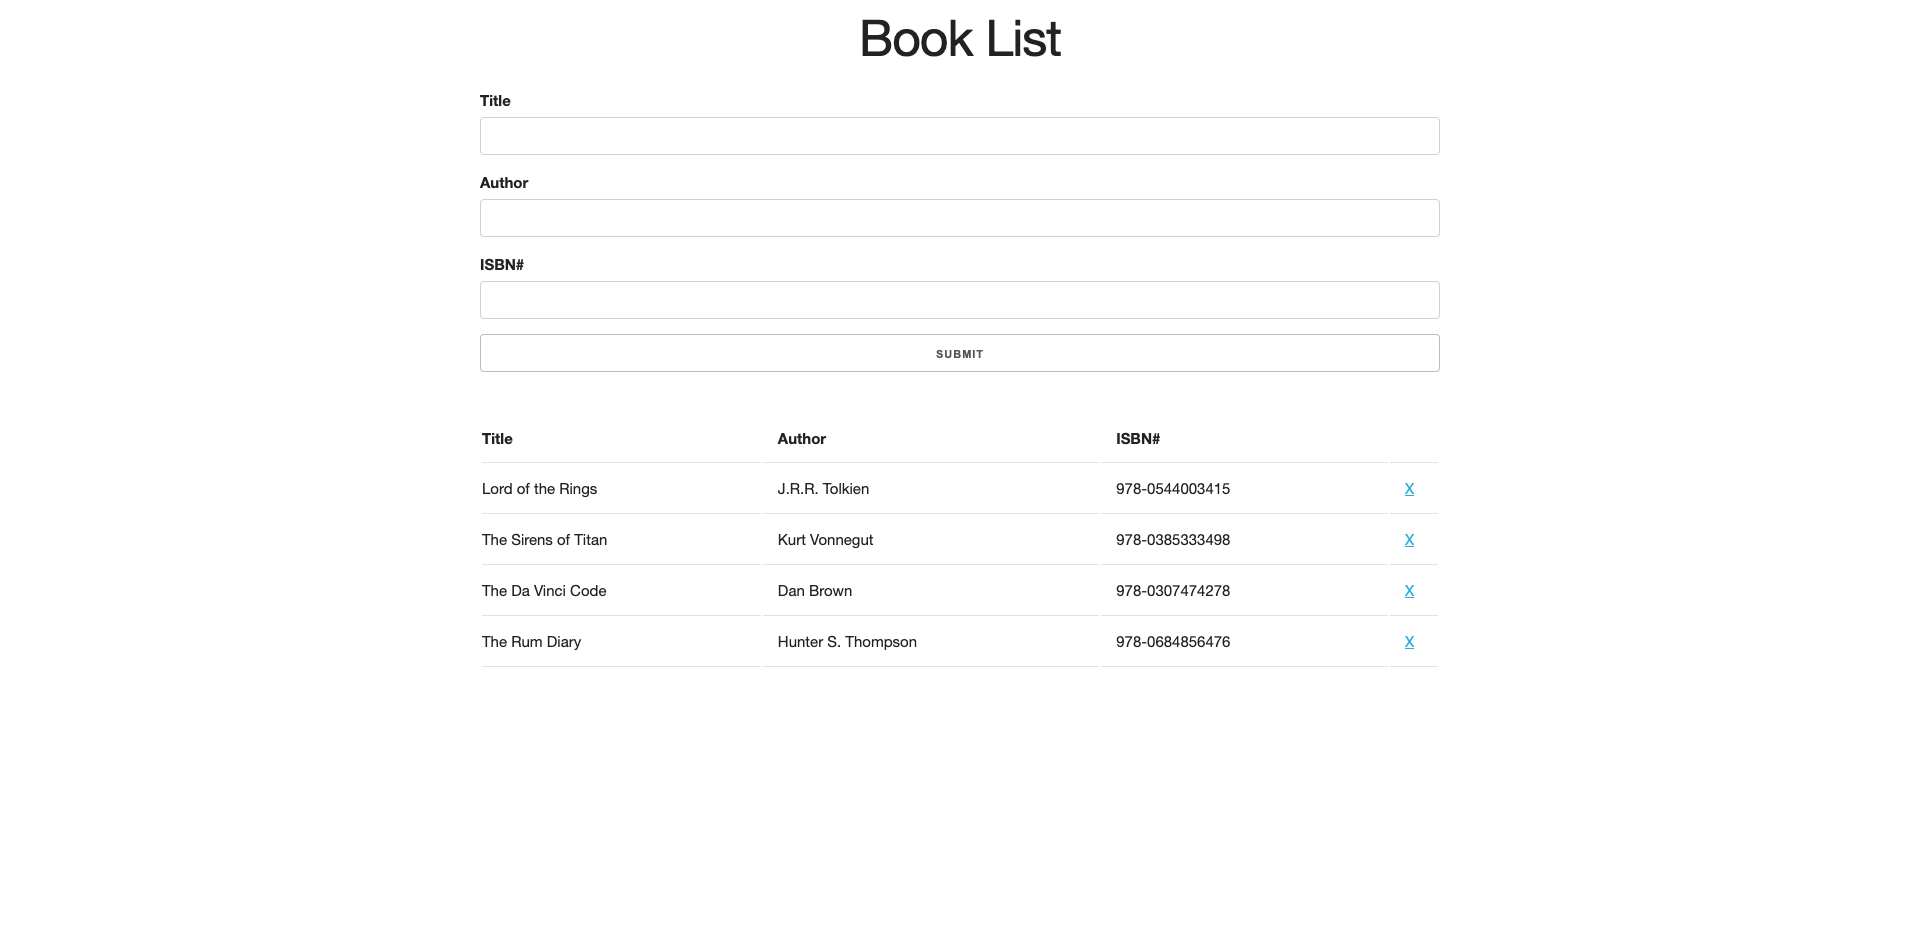 Book List
Title
Author
ISBN#
SUBMIT
Title Author ISBN#
Lord of the Rings J.R.R. Tolkien 978-0544003415 X
The Sirens of Titan Kurt Vonnegut 978-0385333498 X
The Da Vinci Code Dan Brown 978-0307474278 X
The Rum Diary Hunter S. Thompson 978-0684856476 X